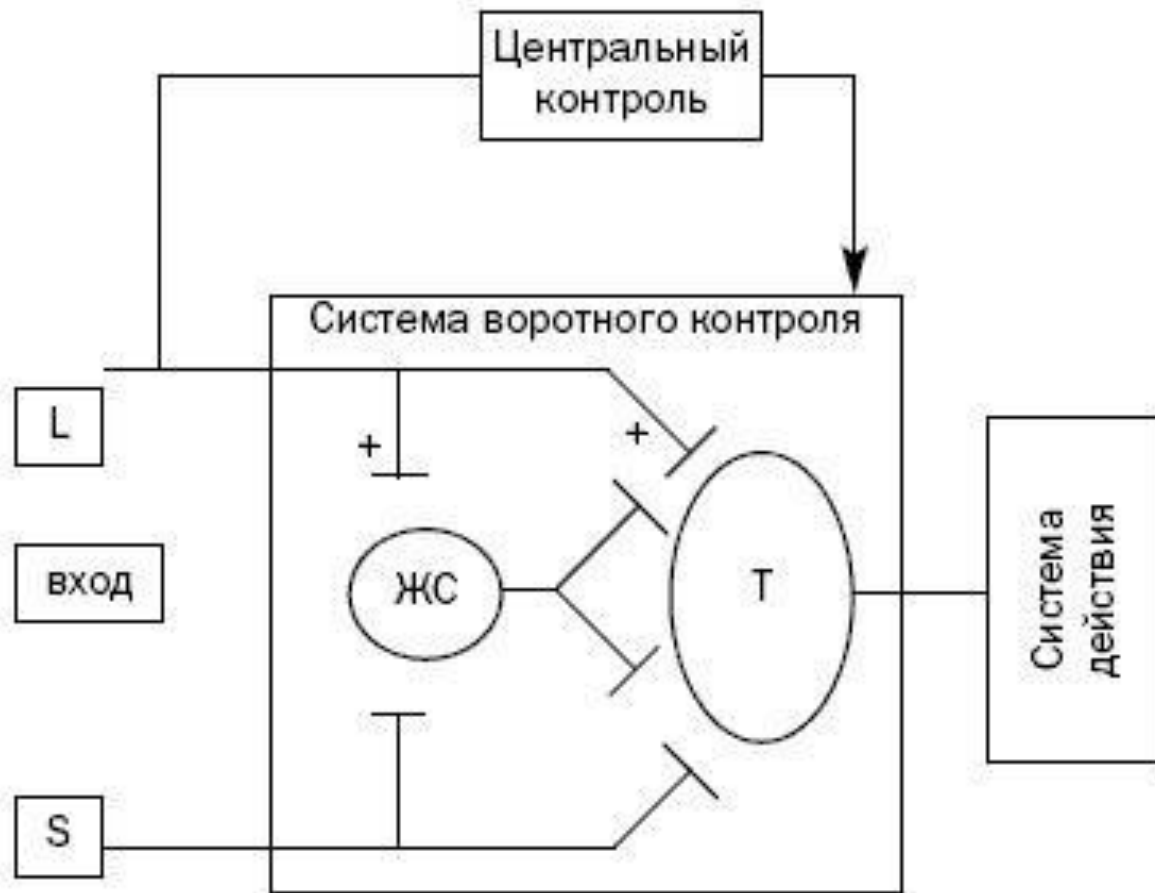 Центральный
контроль
Система воротного контроля
L
+
+
вход
ЖС
T
Система
действия
S